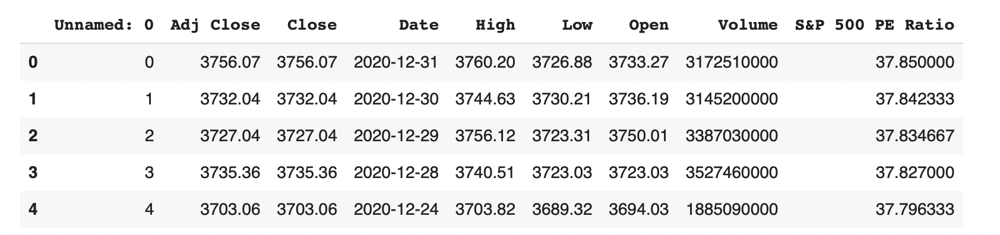 Unnamed: 0 Adj Close Close Date High Low Open Volume S&P 500 PE Ratio
0 0 3756.07 3756.07 2020-12-31 3760.20 3726.88 3733.27 3172510000 37.850000
1 1 3732.04 3732.04 2020-12-30 3744.63 3730.21 3736.19 3145200000 37.842333
2 2 3727.04 3727.04 2020-12-29 3756.12 3723.31 3750.01 3387030000 37.834667
3 3 3735.36 3735.36 2020-12-28 3740.51 3723.03 3723.03 3527460000 37.827000
4 4 3703.06 3703.06 2020-12-24 3703.82 3689.32 3694.03 1885090000 37.796333